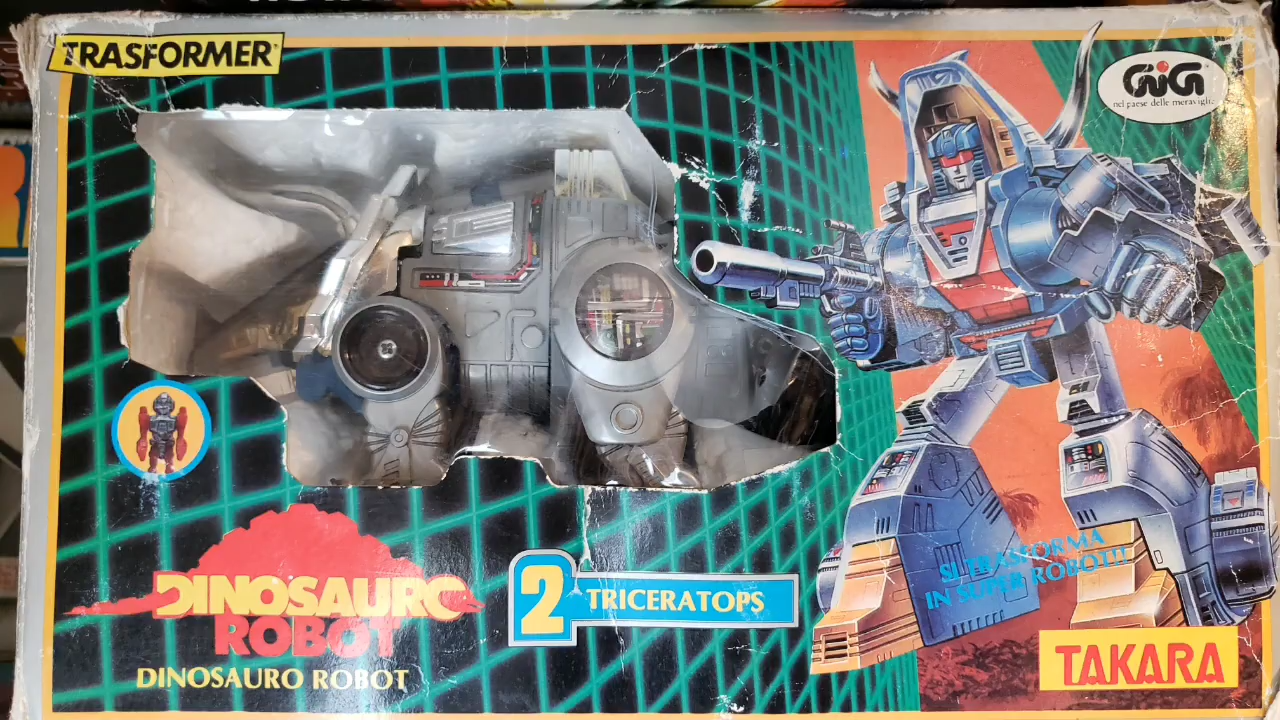 TRASFORMER
GiG
nel paese delle meraviglie
DINOSAURO
ROBOT
DINOSAURO ROBOT
2
TRICERATOPS
SI TRASFORMA
IN SUPER ROBOT!!!
TAKARA